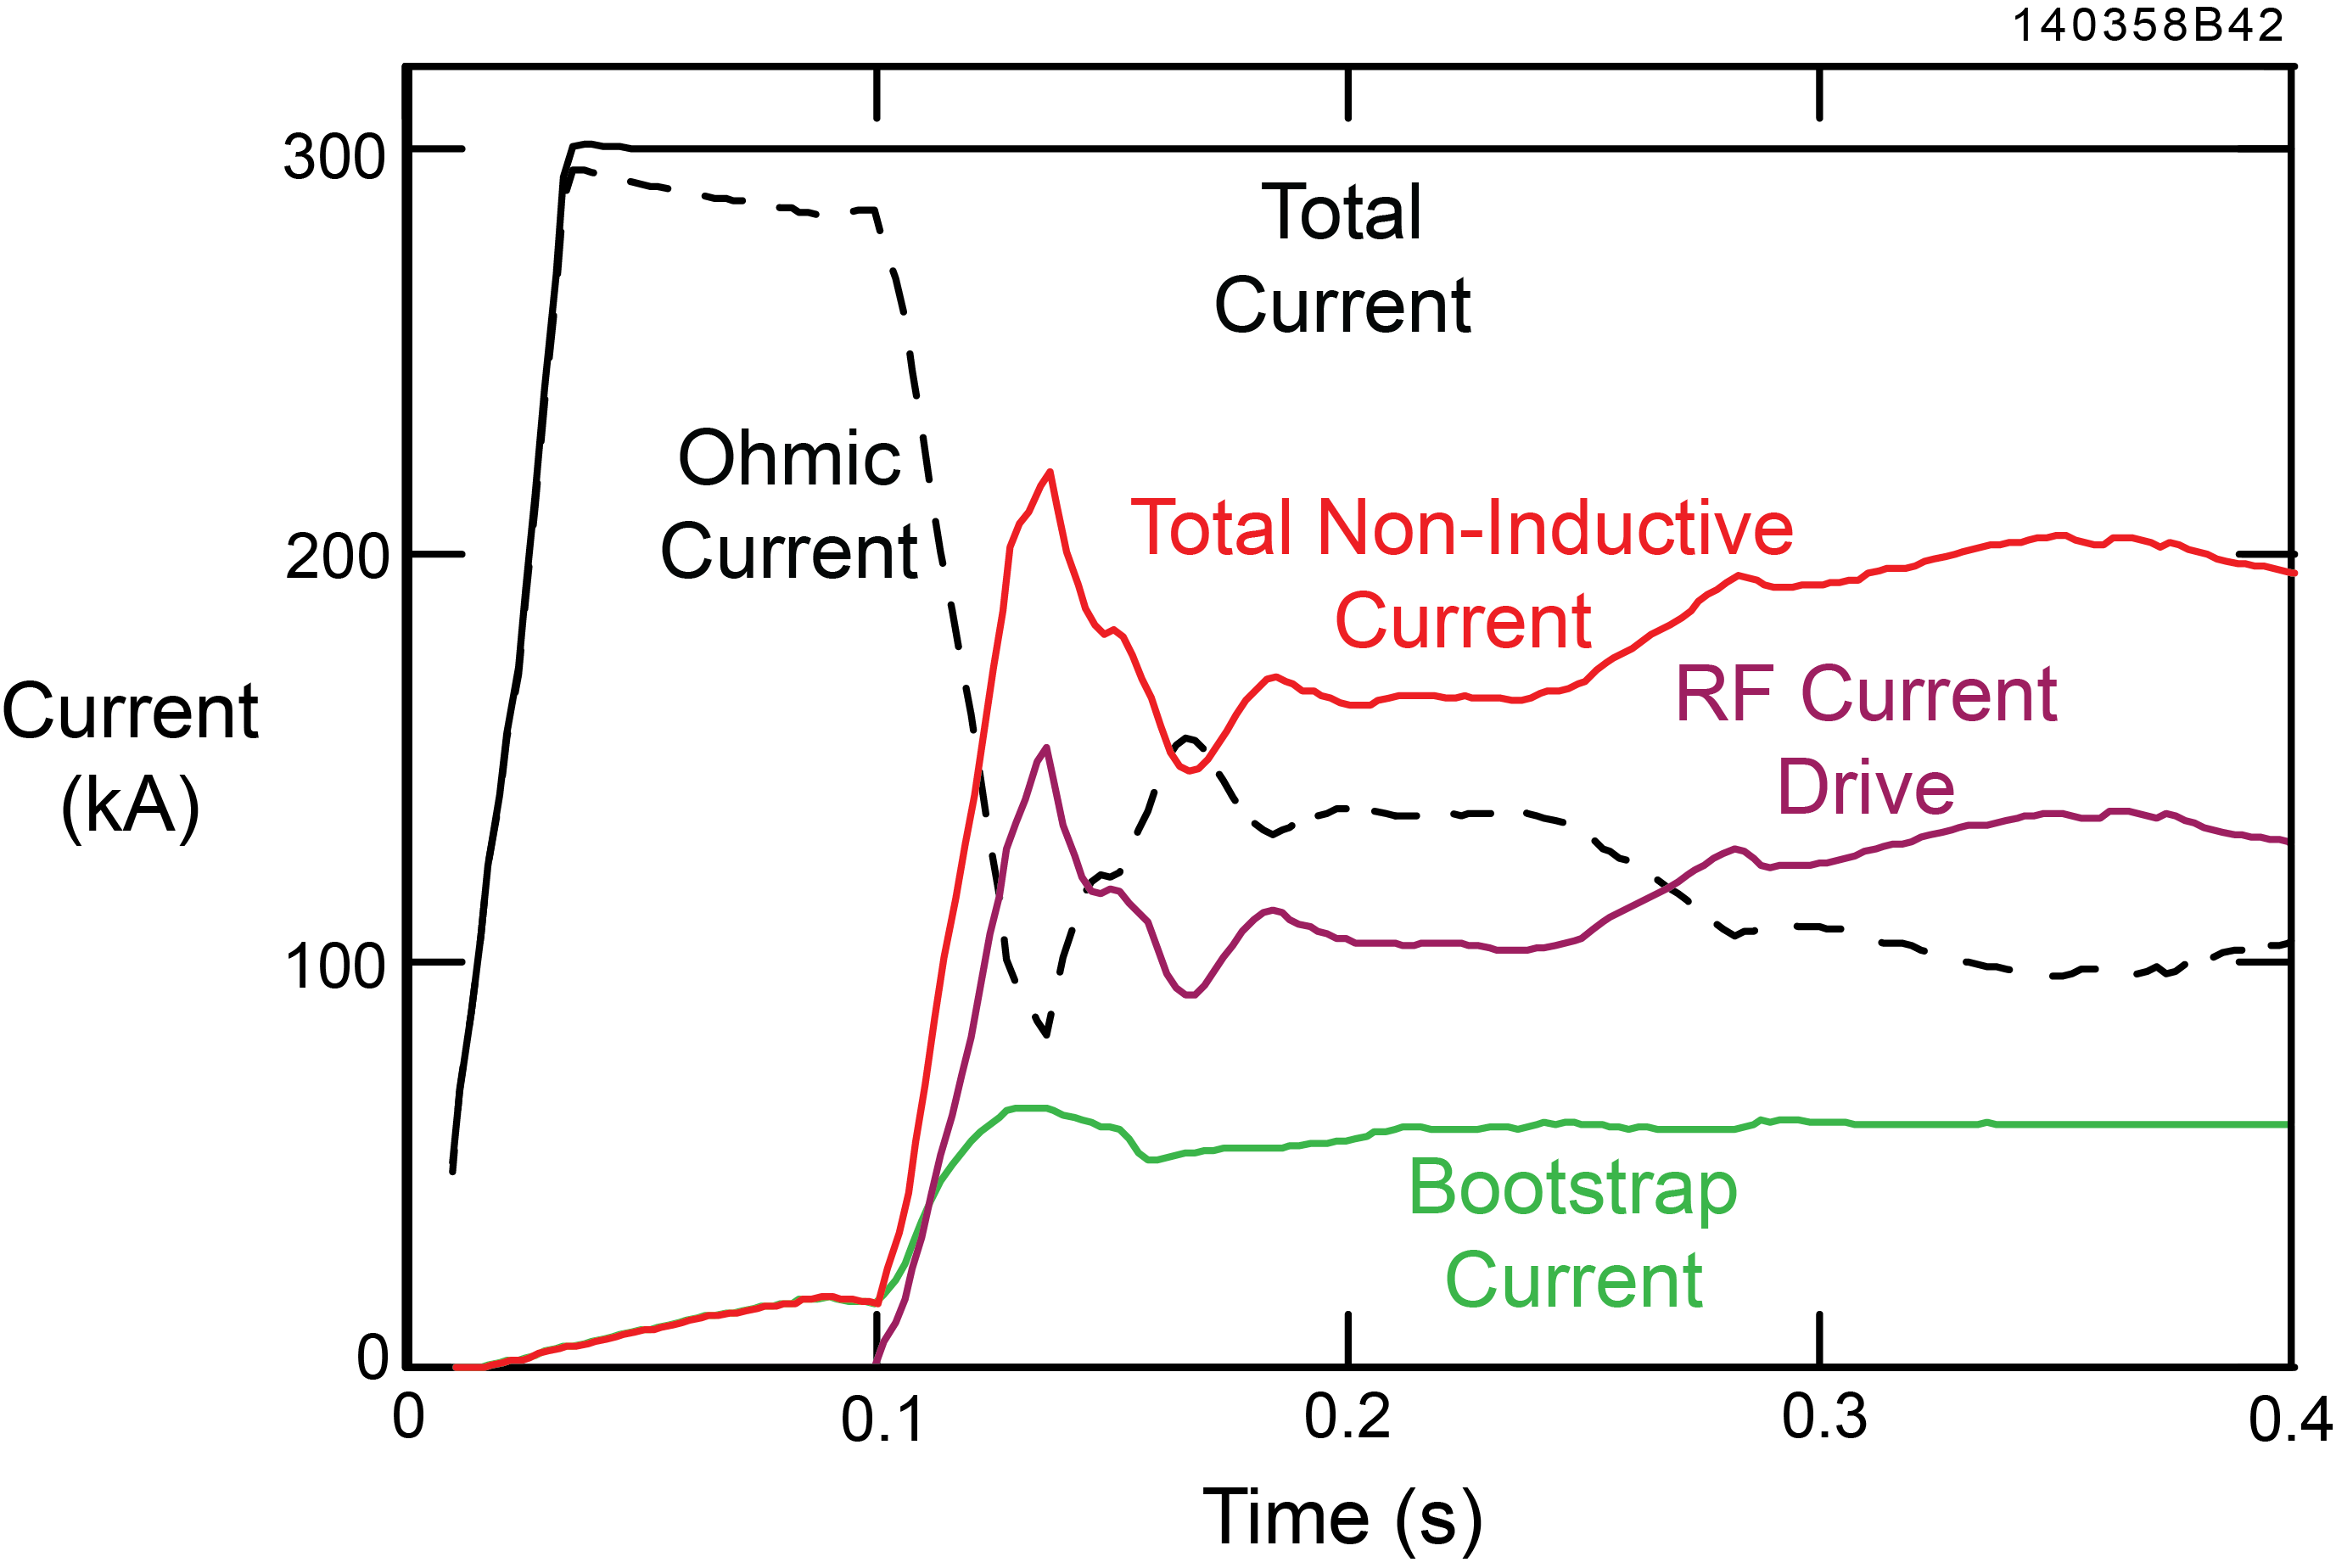 140358B42
300
Total
Current
Ohmic
Current
Total Non-Inductive
Current
200
RF Current
Drive
Current
(kA)
100
Bootstrap
Current
0
0
0.1
0.2
0.3
0.4
Time (s)